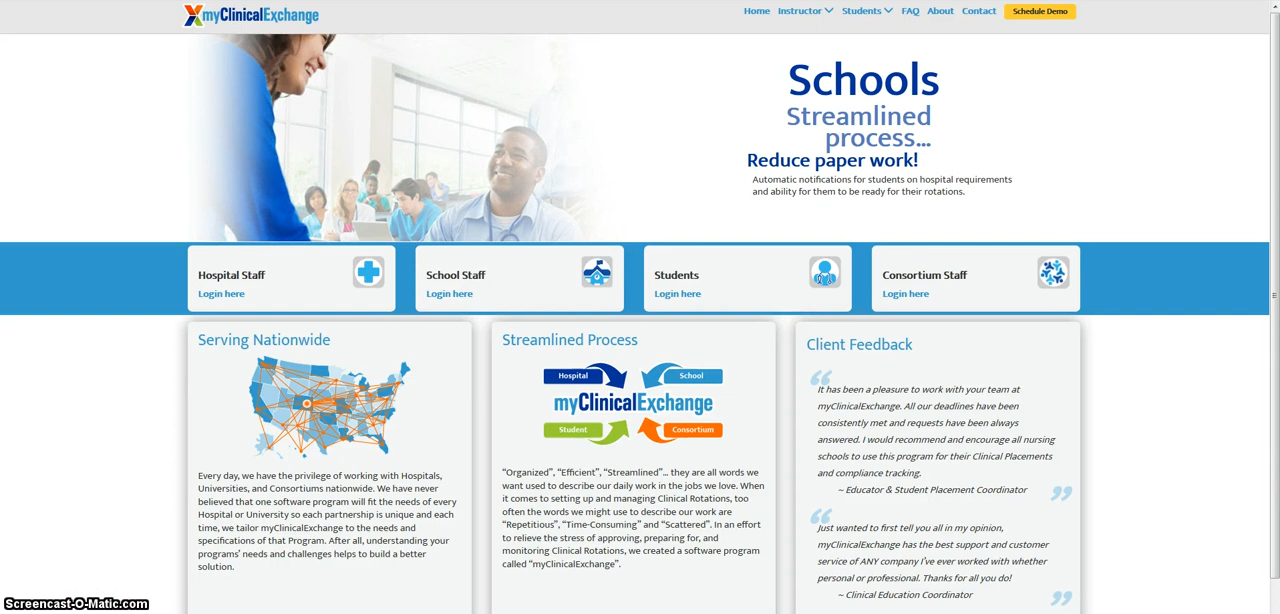 myClinicalExchange
Home Instructor Students FAQ About Contact Schedule Demo
Schools
Streamlined
process...
Reduce paper work!
Automatic notifications for students on hospital requirements
and ability for them to be ready for their rotations.
Hospital Staff
Login here
School Staff
Login here
Students
Login here
Consortium Staff
Login here
Serving Nationwide
Every day, we have the privilege of working with Hospitals,
Universities, and Consortiums nationwide. We have never
believed that one software program will fit the needs of every
Hospital or University so each partnership is unique and each
time, we tailor myClinicalExchange to the needs and
specifications of that Program. After all, understanding your
programs’ needs and challenges helps to build a better
solution.
Streamlined Process
Hospital
School
myClinicalExchange
Student
Consortium
“Organized”, “Efficient”, “Streamlined”... they are all words we
want used to describe our daily work in the jobs we love. When
it comes to setting up and managing Clinical Rotations, too
often the words we might use to describe our work are
“Repetitious”, “Time-Consuming” and “Scattered”. In an effort
to relieve the stress of approving, preparing for, and
monitoring Clinical Rotations, we created a software program
called “myClinicalExchange”.
Client Feedback
“
It has been a pleasure to work with your team at
myClinicalExchange. All our deadlines have been
consistently met and requests have been always
answered. I would recommend and encourage all nursing
schools to use this program for their Clinical Placements
and compliance tracking.
~ Educator & Student Placement Coordinator ”
“
Just wanted to first tell you all in my opinion,
myClinicalExchange has the best support and customer
service of ANY company I’ve ever worked with whether
personal or professional. Thanks for all you do!
~ Clinical Education Coordinator ”
Screencast-O-Matic.com